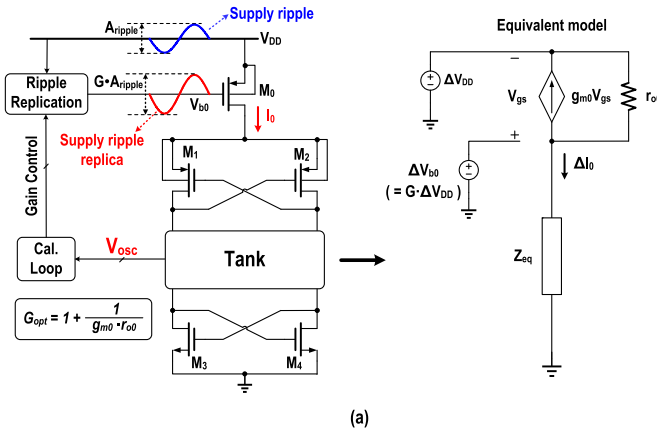 Supply ripple
Equivalent model
A_ripple
V_DD
Ripple Replication
G·A_ripple
V_b0
M_0
I_0
Supply ripple replica
Gain Control
M_1
M_2
Cal. Loop
V_osc
Tank
G_opt = 1 + 1 / g_m0·r_o0
M_3
M_4
−
ΔV_DD
V_gs
g_m0V_gs
+
ΔV_b0
( = G·ΔV_DD )
ΔI_0
Z_eq
(a)